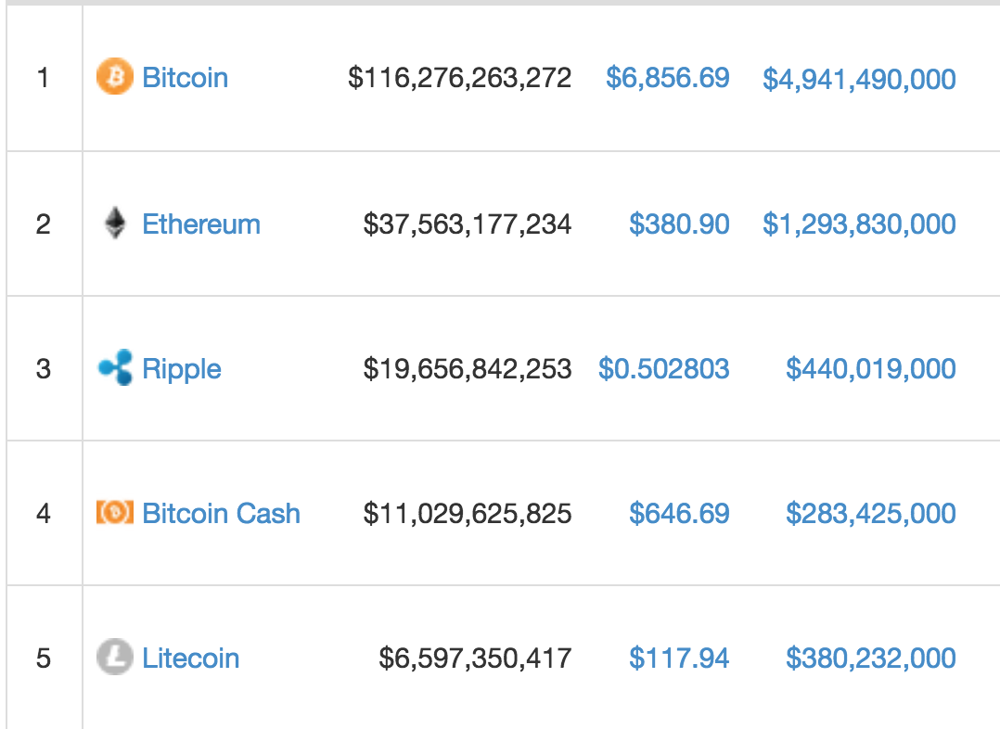 1 Bitcoin $116,276,263,272 $6,856.69 $4,941,490,000
2 Ethereum $37,563,177,234 $380.90 $1,293,830,000
3 Ripple $19,656,842,253 $0.502803 $440,019,000
4 Bitcoin Cash $11,029,625,825 $646.69 $283,425,000
5 Litecoin $6,597,350,417 $117.94 $380,232,000